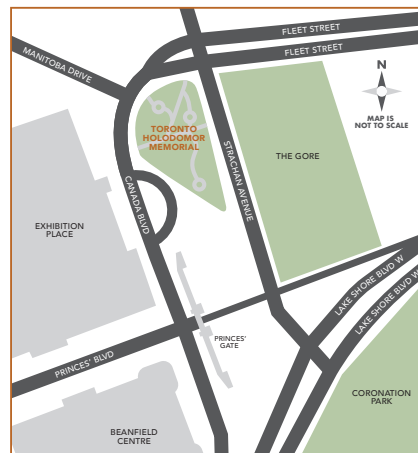 FLEET STREET
FLEET STREET
MANITOBA DRIVE
N
MAP IS
NOT TO SCALE
TORONTO
HOLODOMOR
MEMORIAL
STRACHAN AVENUE
THE GORE
CANADA BLVD
EXHIBITION
PLACE
LAKE SHORE BLVD W
LAKE SHORE BLVD W
PRINCES'
GATE
PRINCES' BLVD
CORONATION
PARK
BEANFIELD
CENTRE